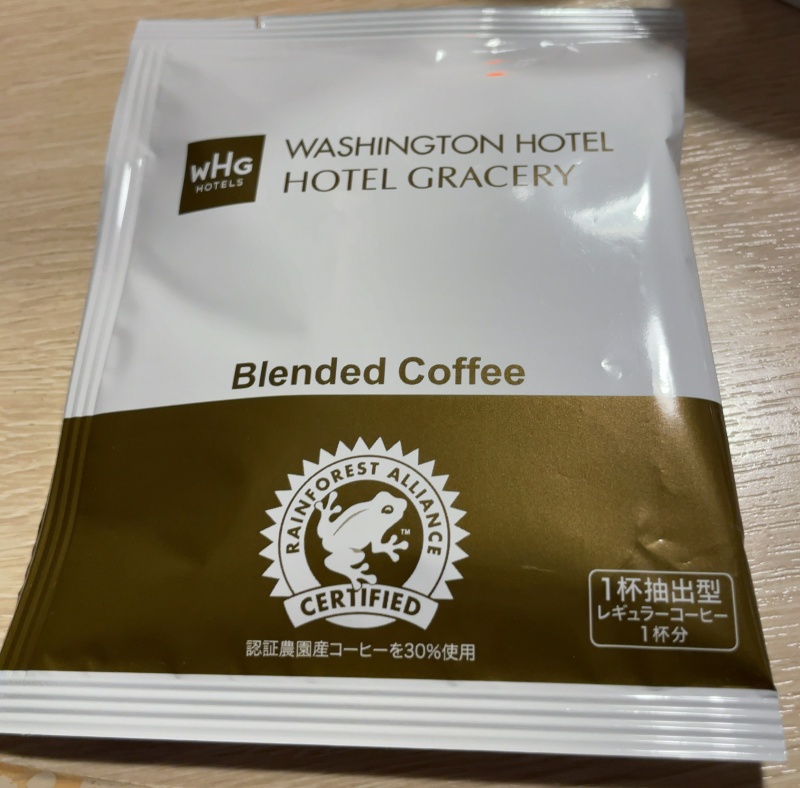 WHG
HOTELS
WASHINGTON HOTEL
HOTEL GRACERY
Blended Coffee
RAINFOREST ALLIANCE
TM
CERTIFIED
認証農園産コーヒーを30%使用
1杯抽出型
レギュラーコーヒー
1杯分